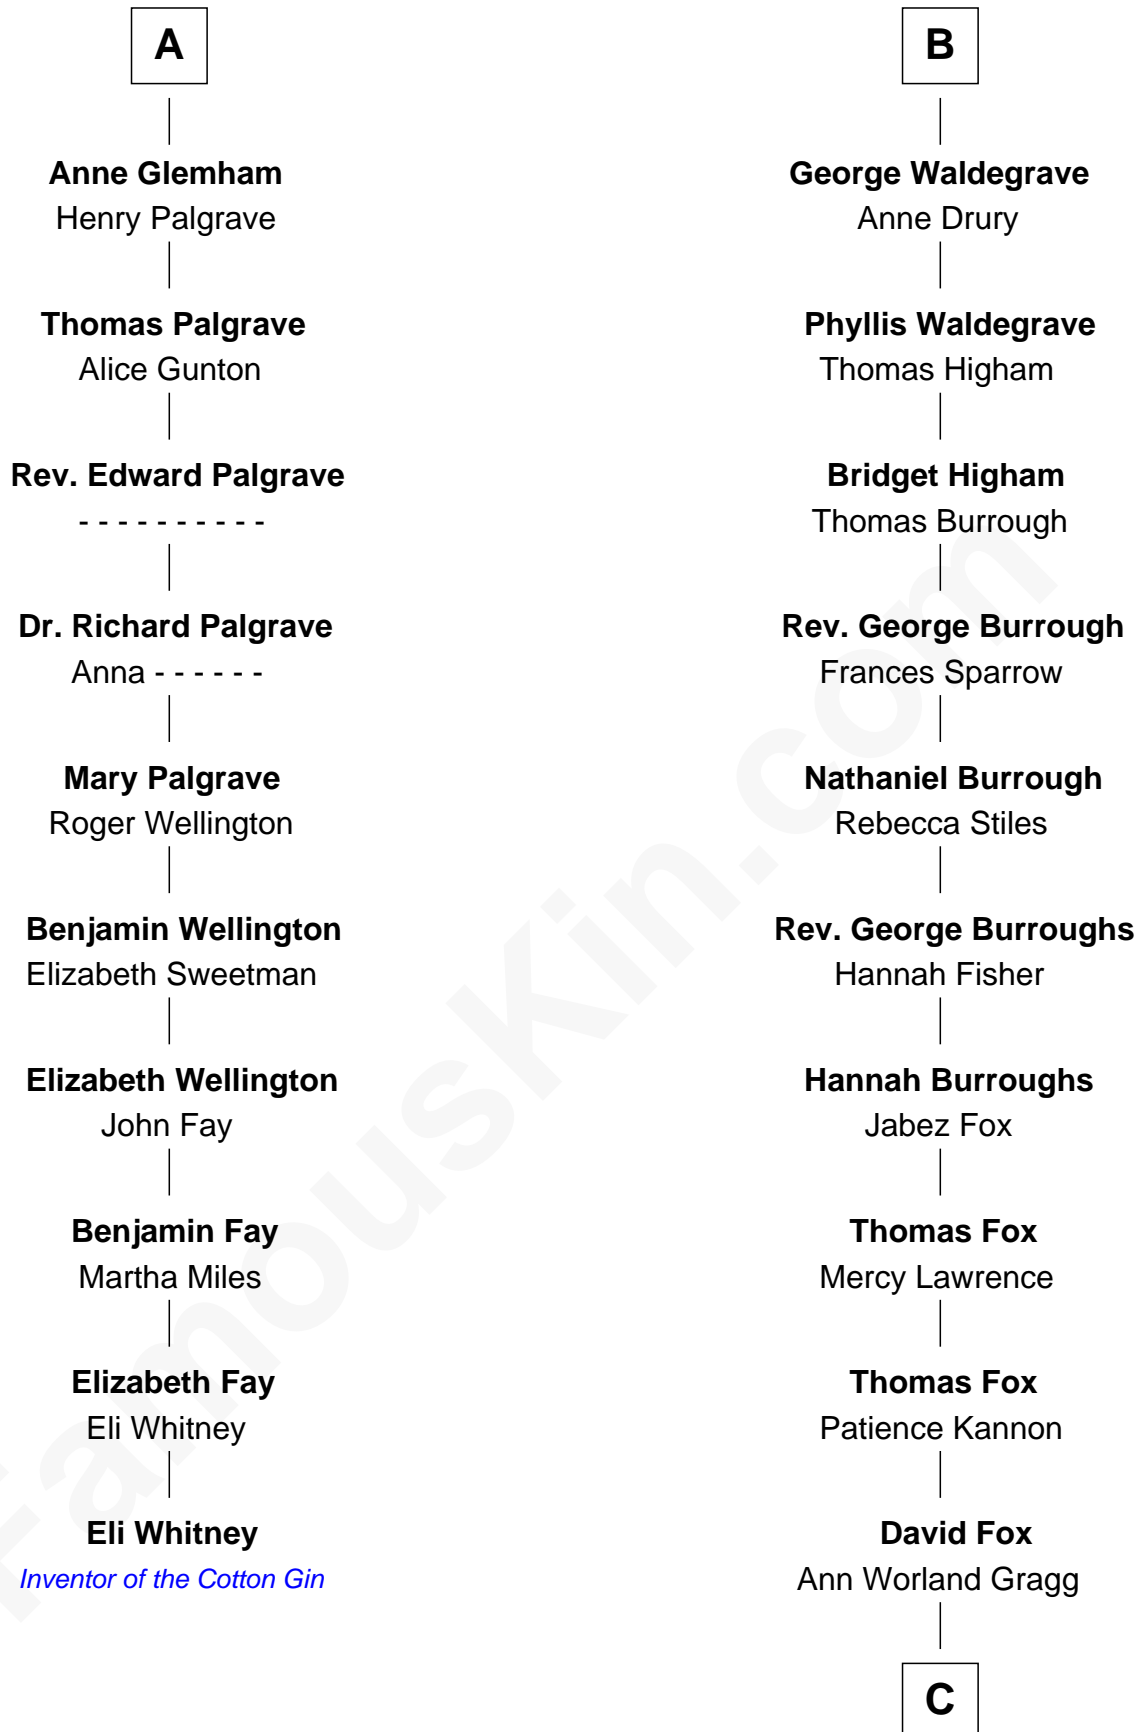 A
Anne Glemham
Henry Palgrave
Thomas Palgrave
Alice Gunton
Rev. Edward Palgrave
- - - - - - - - - -
Dr. Richard Palgrave
Anna - - - - - -
Mary Palgrave
Roger Wellington
Benjamin Wellington
Elizabeth Sweetman
Elizabeth Wellington
John Fay
Benjamin Fay
Martha Miles
Elizabeth Fay
Eli Whitney
Eli Whitney
Inventor of the Cotton Gin
B
George Waldegrave
Anne Drury
Phyllis Waldegrave
Thomas Higham
Bridget Higham
Thomas Burrough
Rev. George Burrough
Frances Sparrow
Nathaniel Burrough
Rebecca Stiles
Rev. George Burroughs
Hannah Fisher
Hannah Burroughs
Jabez Fox
Thomas Fox
Mercy Lawrence
Thomas Fox
Patience Kannon
David Fox
Ann Worland Gragg
C
FamousKin.com